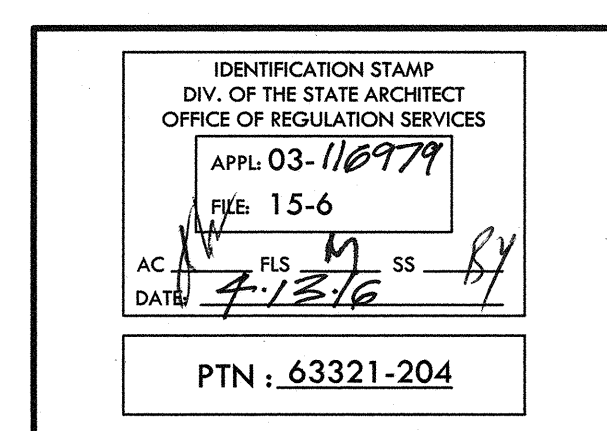 IDENTIFICATION STAMP
DIV. OF THE STATE ARCHITECT
OFFICE OF REGULATION SERVICES
APPL: 03-116979
FILE: 15-6
AC FLS SS
DATE: 4.13.16
PTN : 63321-204